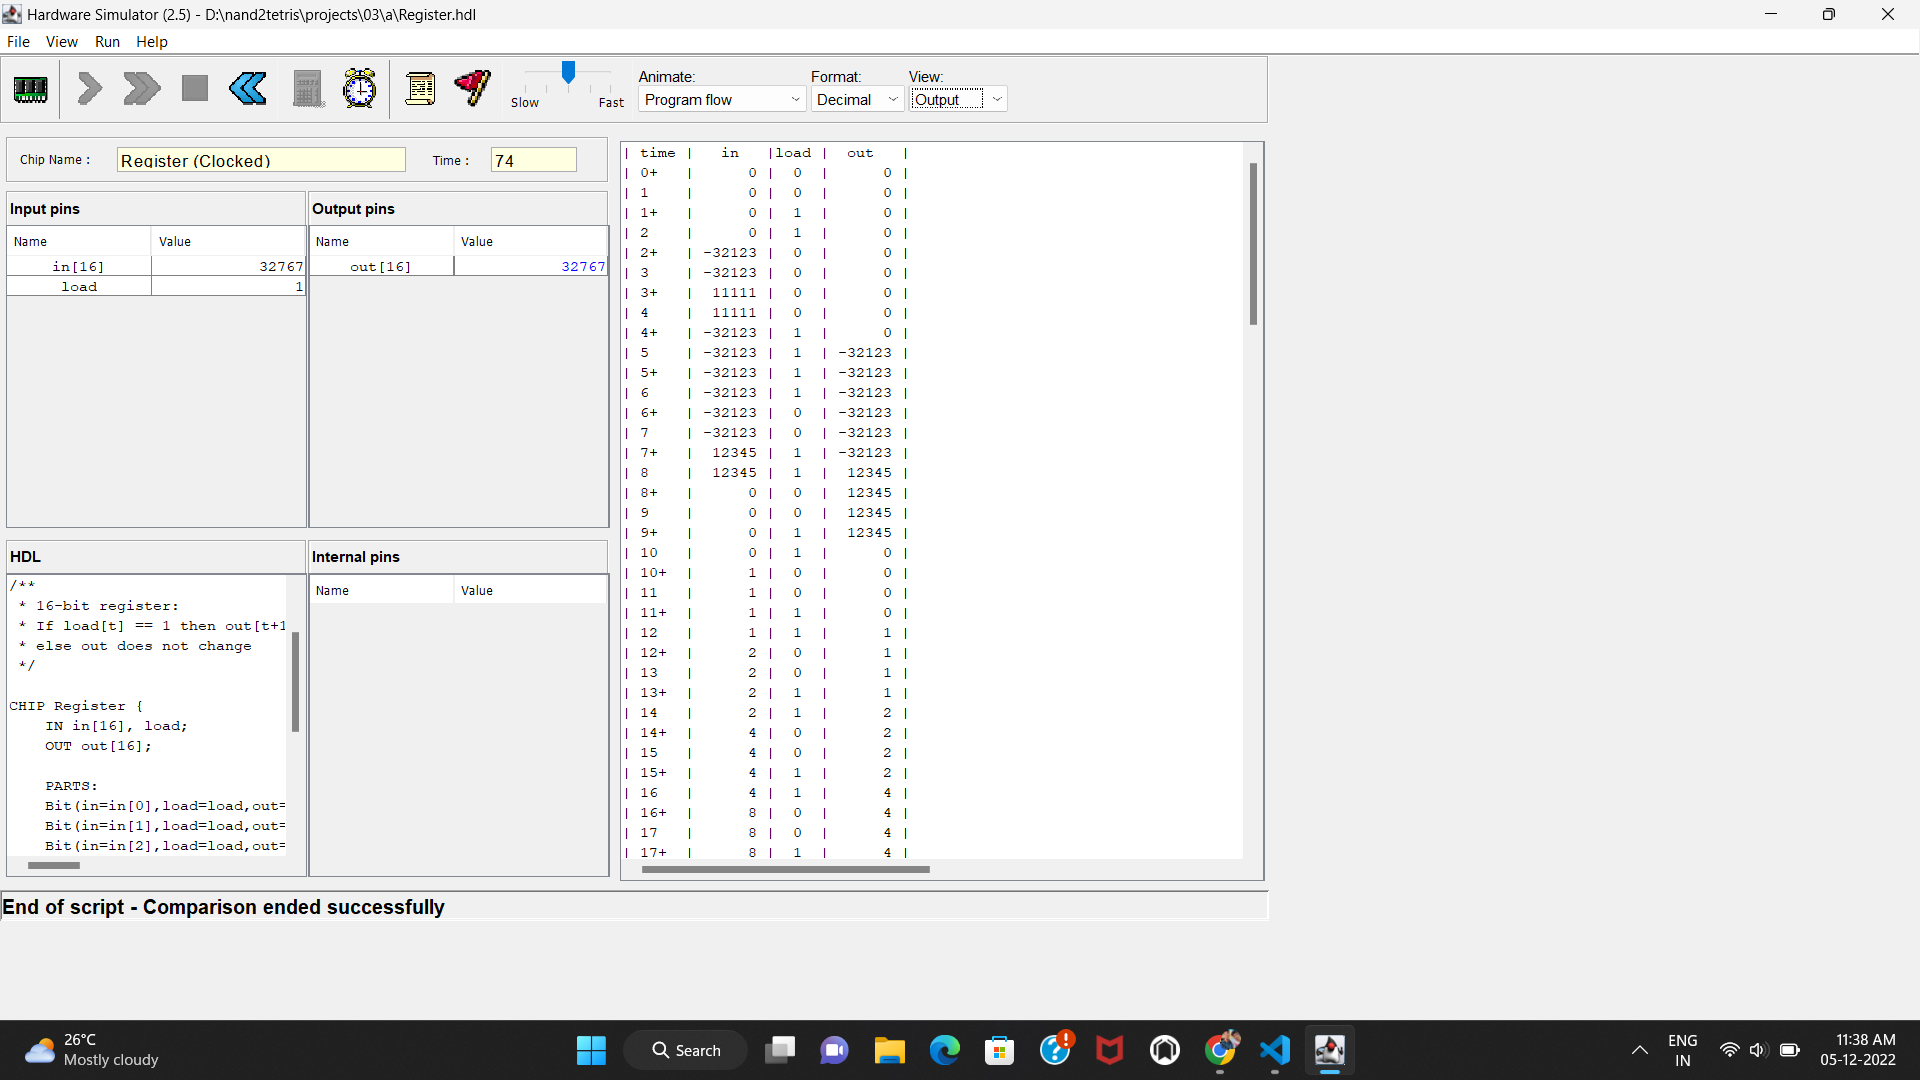 Hardware Simulator (2.5) - D:\nand2tetris\projects\03\a\Register.hdl
File View Run Help
Slow Fast
Animate: Format: View:
Program flow Decimal Output
Chip Name : Register (Clocked) Time : 74
Input pins
Name Value
in[16] 32767
load 1
Output pins
Name Value
out[16] 32767
HDL
/**
* 16-bit register:
* If load[t] == 1 then out[t+1
* else out does not change
*/
CHIP Register {
IN in[16], load;
OUT out[16];
PARTS:
Bit(in=in[0],load=load,out=
Bit(in=in[1],load=load,out=
Bit(in=in[2],load=load,out=
Internal pins
Name Value
| time | in |load | out |
| 0+ | 0 | 0 | 0 |
| 1 | 0 | 0 | 0 |
| 1+ | 0 | 1 | 0 |
| 2 | 0 | 1 | 0 |
| 2+ | -32123 | 0 | 0 |
| 3 | -32123 | 0 | 0 |
| 3+ | 11111 | 0 | 0 |
| 4 | 11111 | 0 | 0 |
| 4+ | -32123 | 1 | 0 |
| 5 | -32123 | 1 | -32123 |
| 5+ | -32123 | 1 | -32123 |
| 6 | -32123 | 1 | -32123 |
| 6+ | -32123 | 0 | -32123 |
| 7 | -32123 | 0 | -32123 |
| 7+ | 12345 | 1 | -32123 |
| 8 | 12345 | 1 | 12345 |
| 8+ | 0 | 0 | 12345 |
| 9 | 0 | 0 | 12345 |
| 9+ | 0 | 1 | 12345 |
| 10 | 0 | 1 | 0 |
| 10+ | 1 | 0 | 0 |
| 11 | 1 | 0 | 0 |
| 11+ | 1 | 1 | 0 |
| 12 | 1 | 1 | 1 |
| 12+ | 2 | 0 | 1 |
| 13 | 2 | 0 | 1 |
| 13+ | 2 | 1 | 1 |
| 14 | 2 | 1 | 2 |
| 14+ | 4 | 0 | 2 |
| 15 | 4 | 0 | 2 |
| 15+ | 4 | 1 | 2 |
| 16 | 4 | 1 | 4 |
| 16+ | 8 | 0 | 4 |
| 17 | 8 | 0 | 4 |
| 17+ | 8 | 1 | 4 |
End of script - Comparison ended successfully
26°C
Mostly cloudy
Search
ENG
IN
11:38 AM
05-12-2022